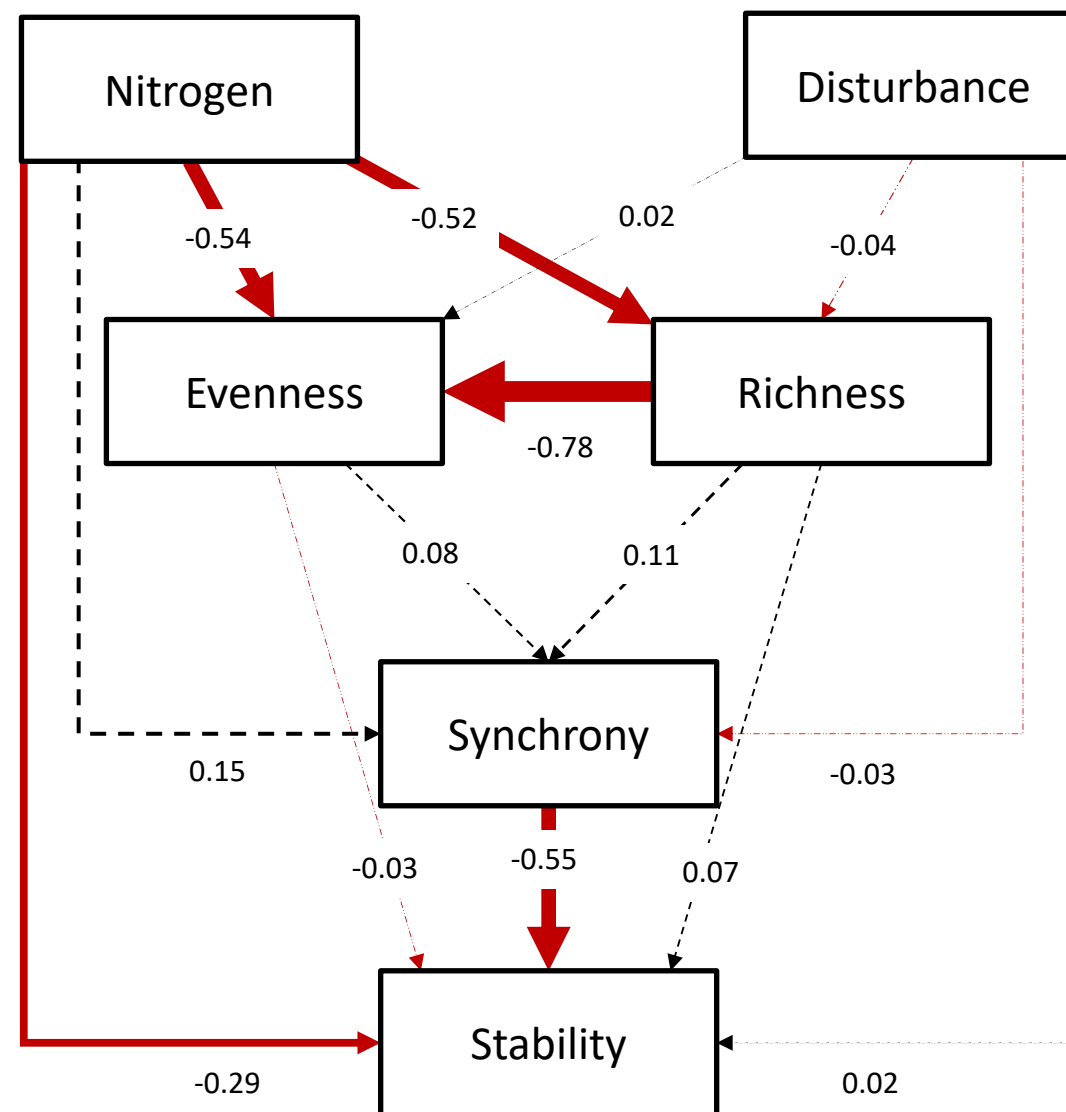 Nitrogen
Disturbance
-0.54
-0.52
0.02
-0.04
Evenness
Richness
-0.78
0.08
0.11
Synchrony
0.15
-0.03
-0.03
-0.55
0.07
Stability
-0.29
0.02